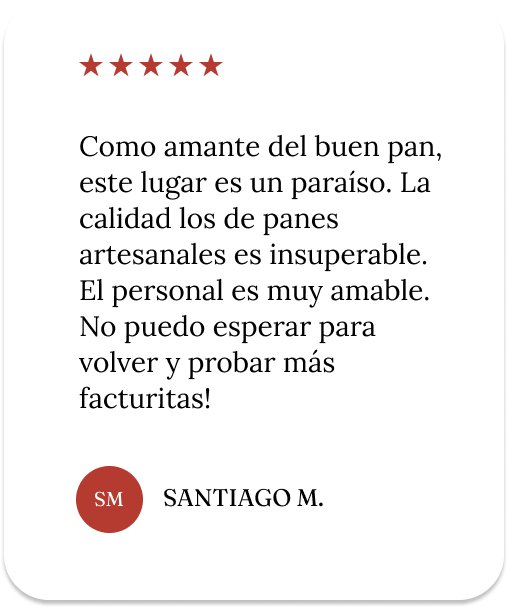 ★★★★★
Como amante del buen pan,
este lugar es un paraíso. La
calidad los de panes
artesanales es insuperable.
El personal es muy amable.
No puedo esperar para
volver y probar más
facturitas!
SM
SANTIAGO M.